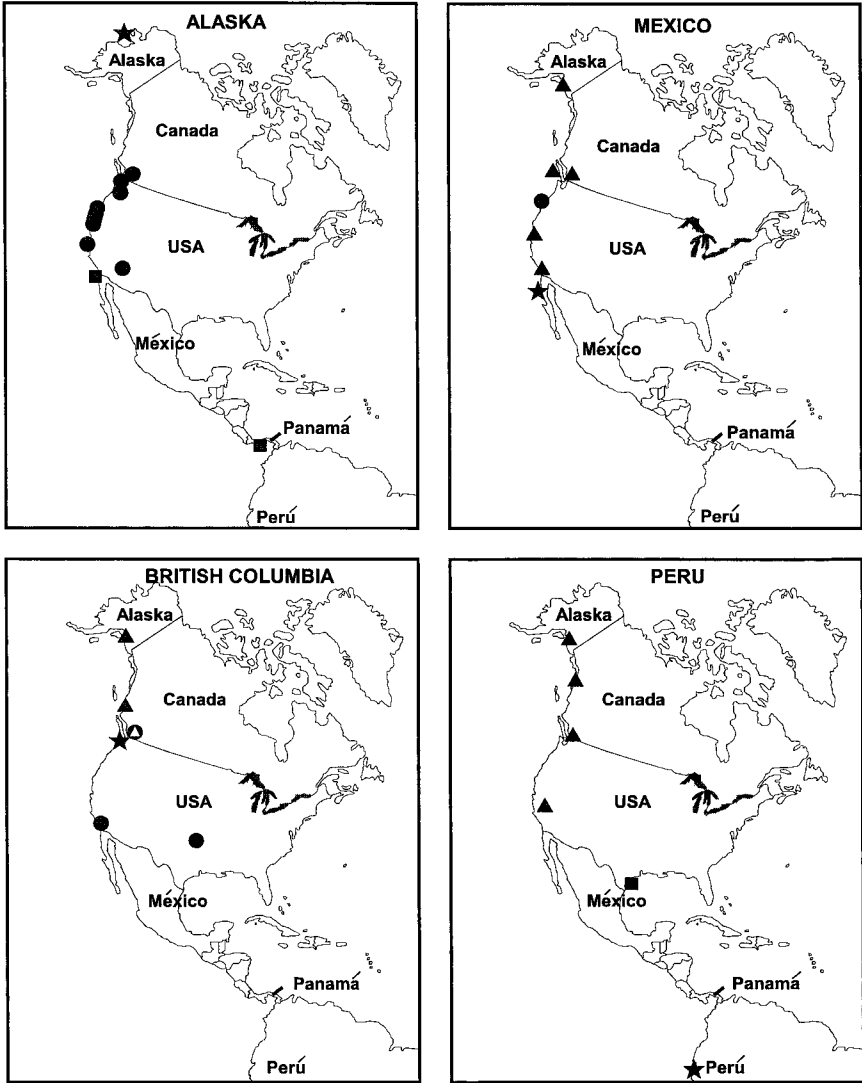 ALASKA
Alaska
Canada
USA
México
Panamá
Perú
MEXICO
Alaska
Canada
USA
México
Panamá
Perú
BRITISH COLUMBIA
Alaska
Canada
USA
México
Panamá
Perú
PERU
Alaska
Canada
USA
México
Panamá
Perú